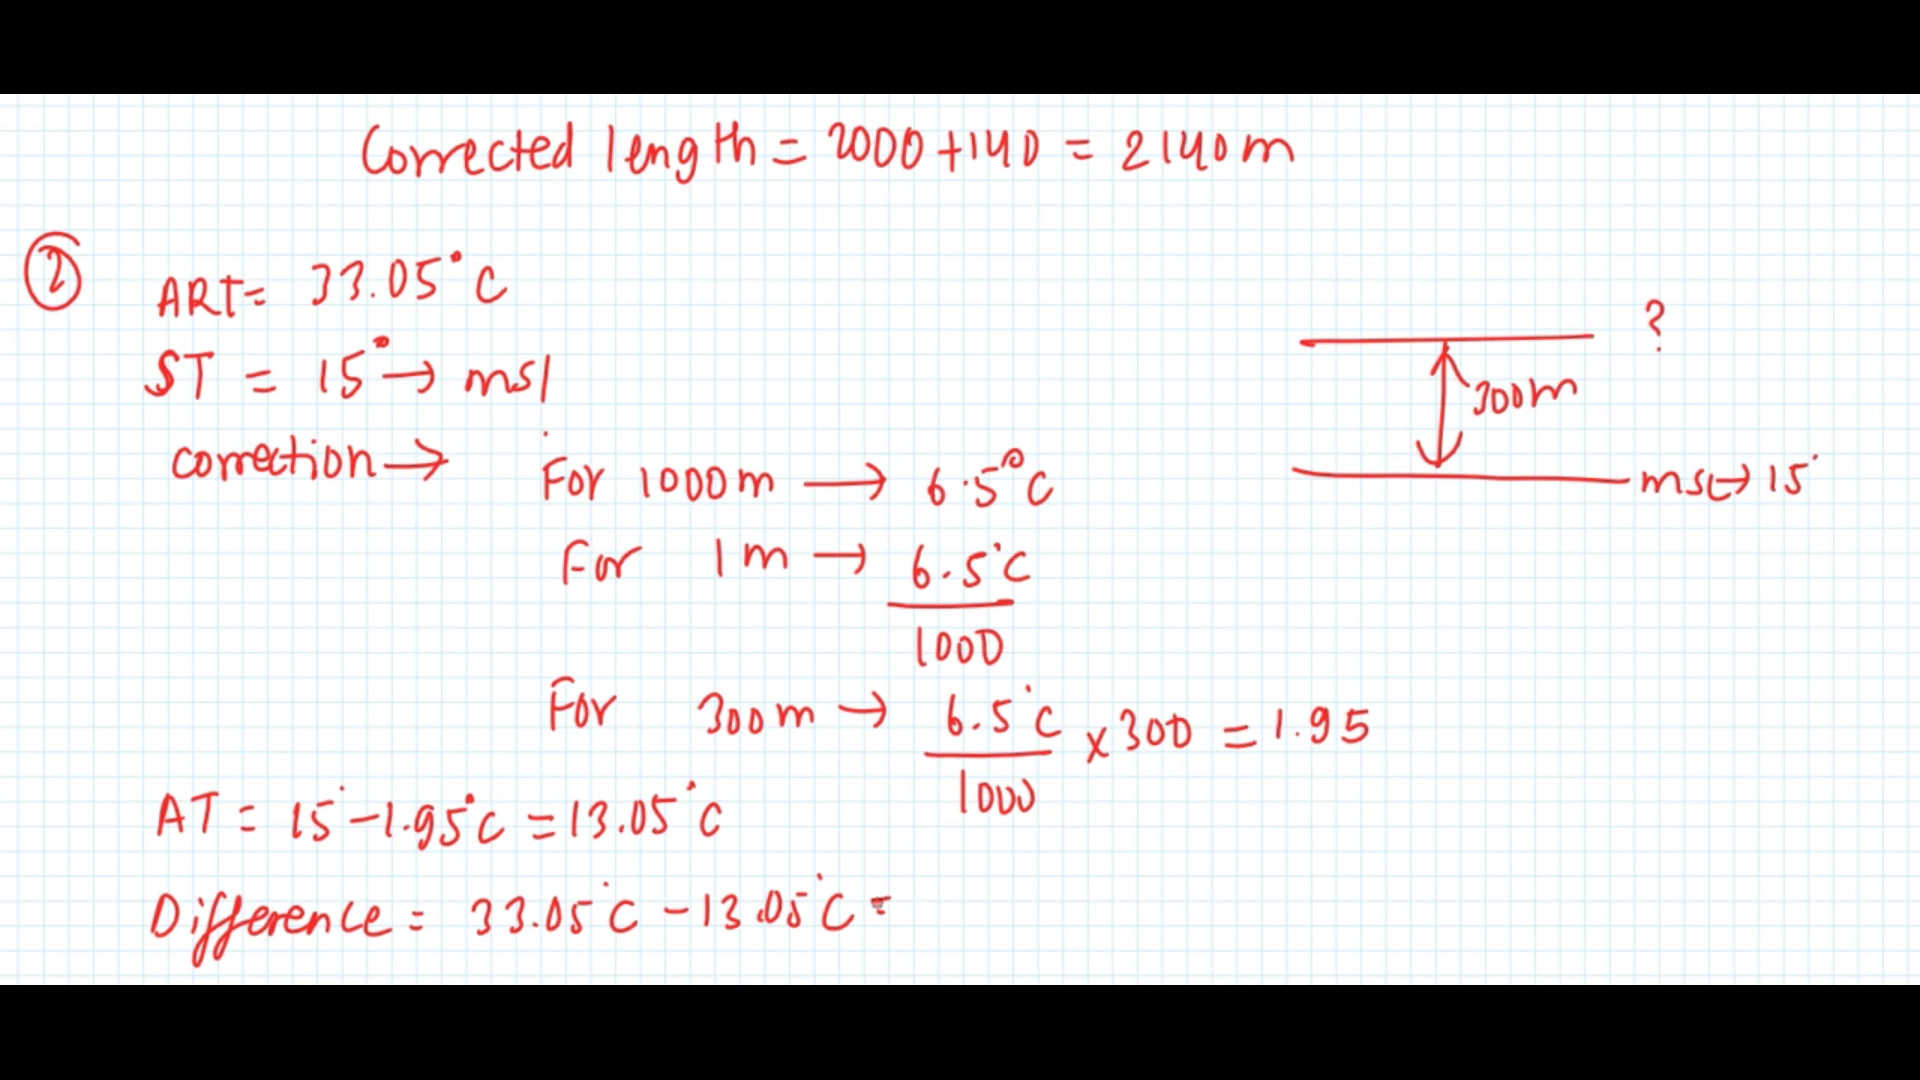 Corrected length = 2000 + 140 = 2140 m
②
ART = 33.05°C
ST = 15° → msl
?
300m
msL → 15°
correction → For 1000 m → 6.5°C
For 1 m → 6.5°C
1000
For 300 m → 6.5°C × 300 = 1.95
1000
AT = 15° - 1.95°C = 13.05°C
Difference = 33.05°C - 13.05°C =